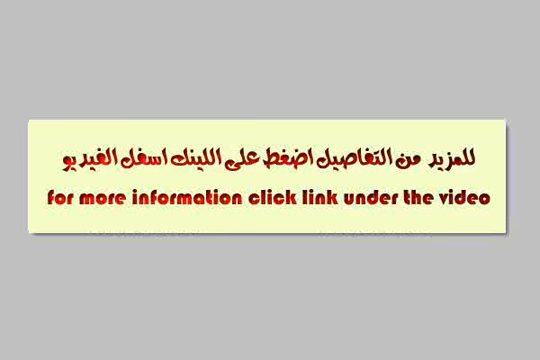 للمزيد من التفاصيل اضغط على اللينك اسفل الفيديو
for more information click link under the video